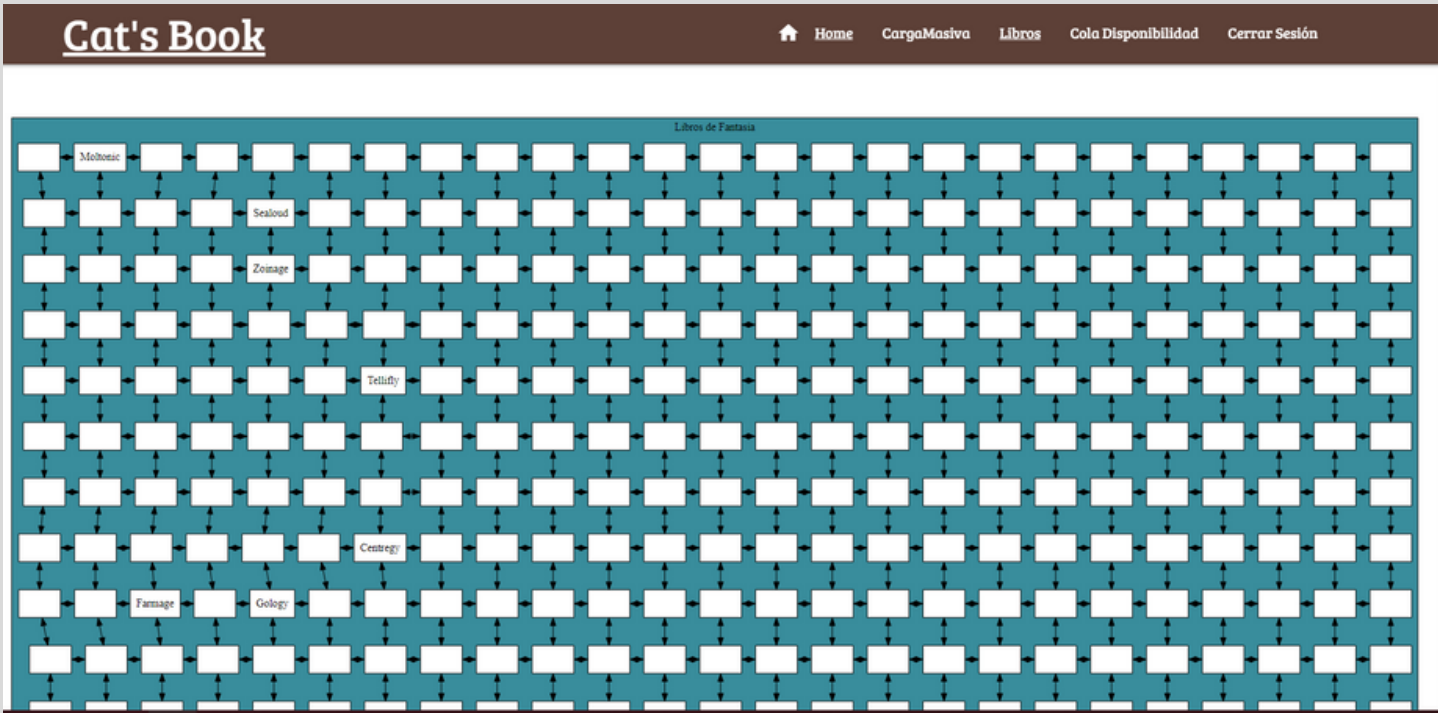 Cat's Book
Home CargaMasiva Libros Cola Disponibilidad Cerrar Sesión
Libros de Fantasia
Moltonic
Sealoud
Zoinage
Tellifly
Centregy
Farmage Gology